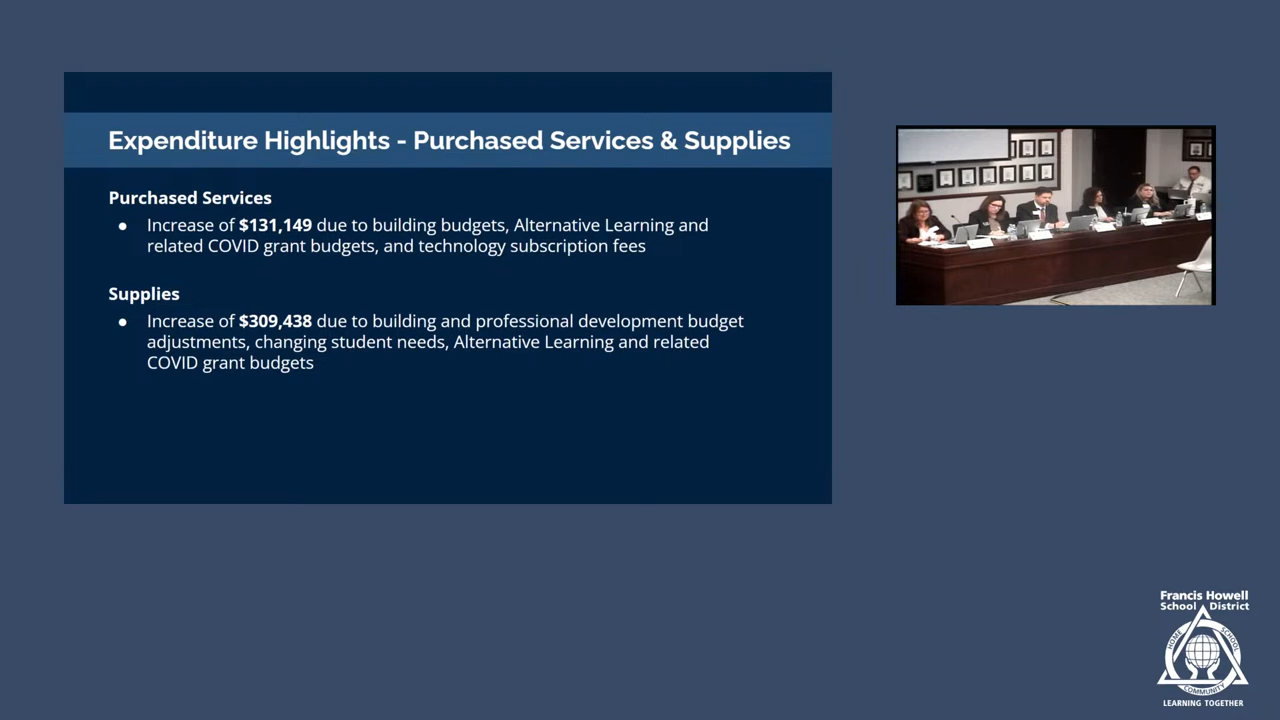 Expenditure Highlights - Purchased Services & Supplies
Purchased Services
● Increase of $131,149 due to building budgets, Alternative Learning and
related COVID grant budgets, and technology subscription fees
Supplies
● Increase of $309,438 due to building and professional development budget
adjustments, changing student needs, Alternative Learning and related
COVID grant budgets
Francis Howell
School District
HOME
SCHOOL
COMMUNITY
LEARNING TOGETHER